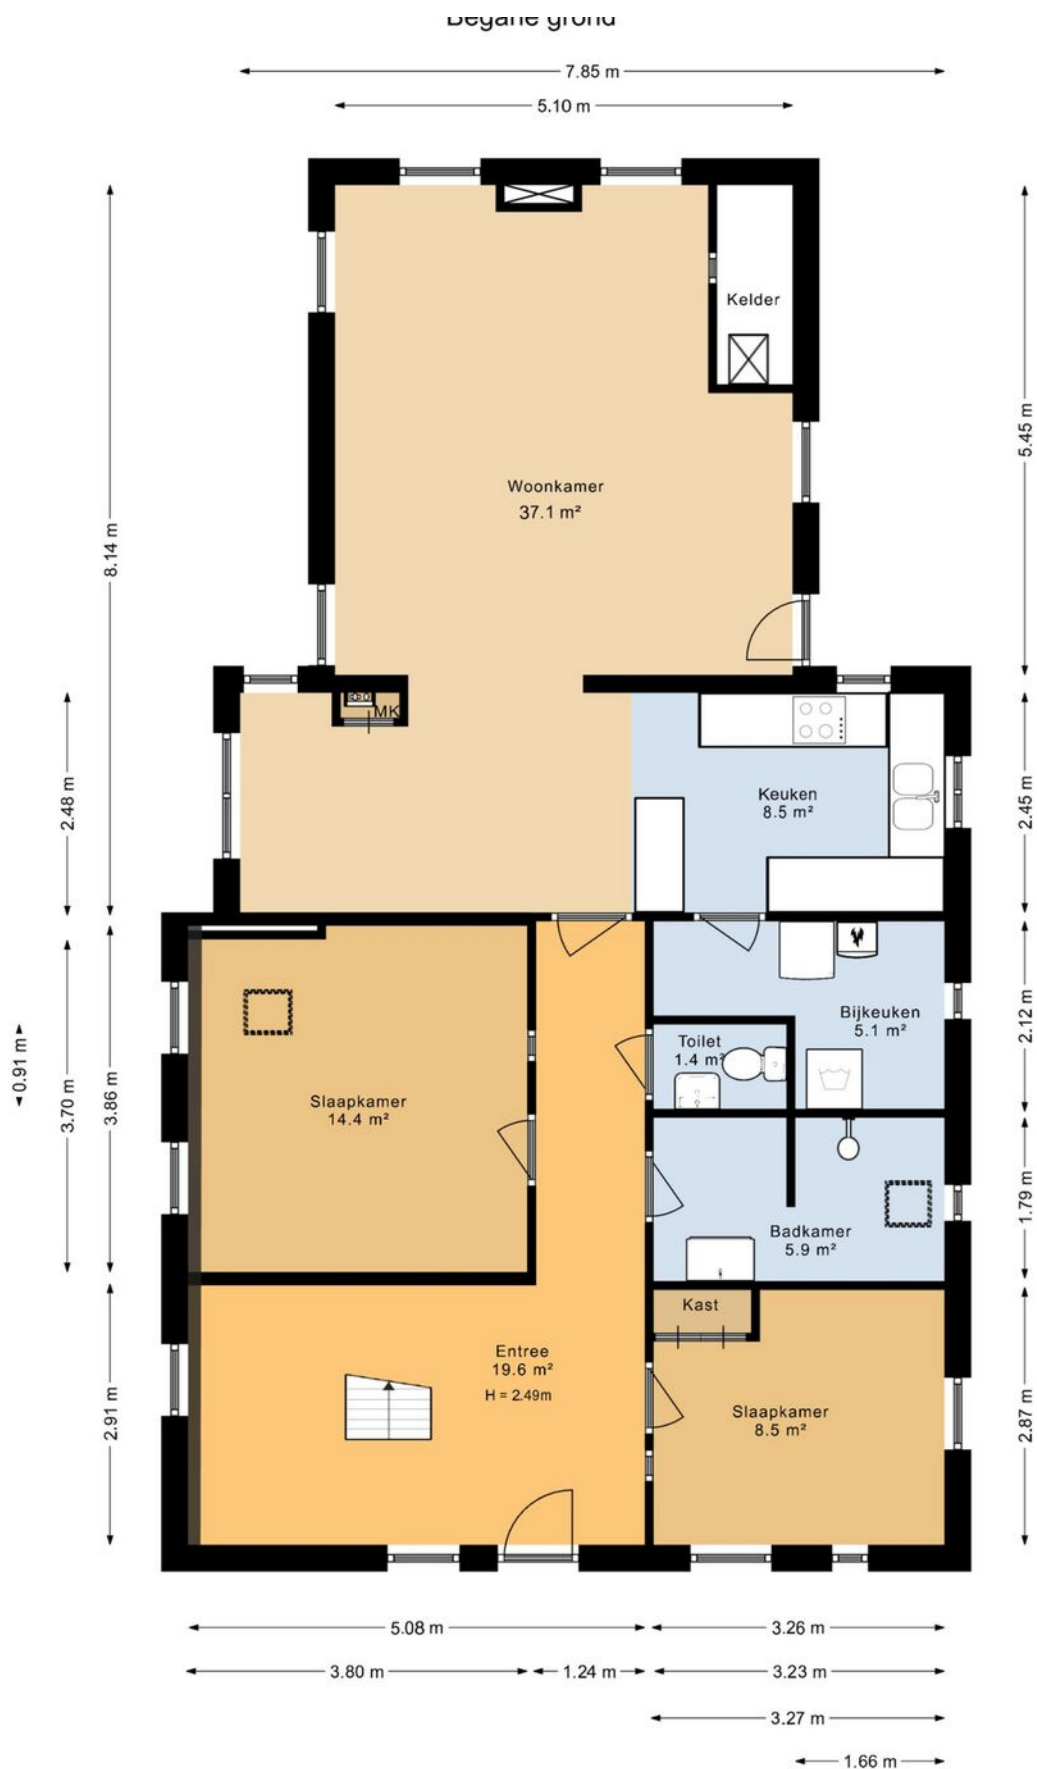 Begane grond
7.85 m
5.10 m
Kelder
5.45 m
Woonkamer
37.1 m²
8.14 m
MK
Keuken
8.5 m²
2.48 m
2.45 m
Bijkeuken
5.1 m²
2.12 m
Toilet
1.4 m²
0.91 m
3.70 m
3.86 m
Slaapkamer
14.4 m²
1.79 m
Badkamer
5.9 m²
Kast
Entree
19.6 m²
H = 2.49m
2.91 m
Slaapkamer
8.5 m²
2.87 m
5.08 m
3.26 m
3.80 m
1.24 m
3.23 m
3.27 m
1.66 m